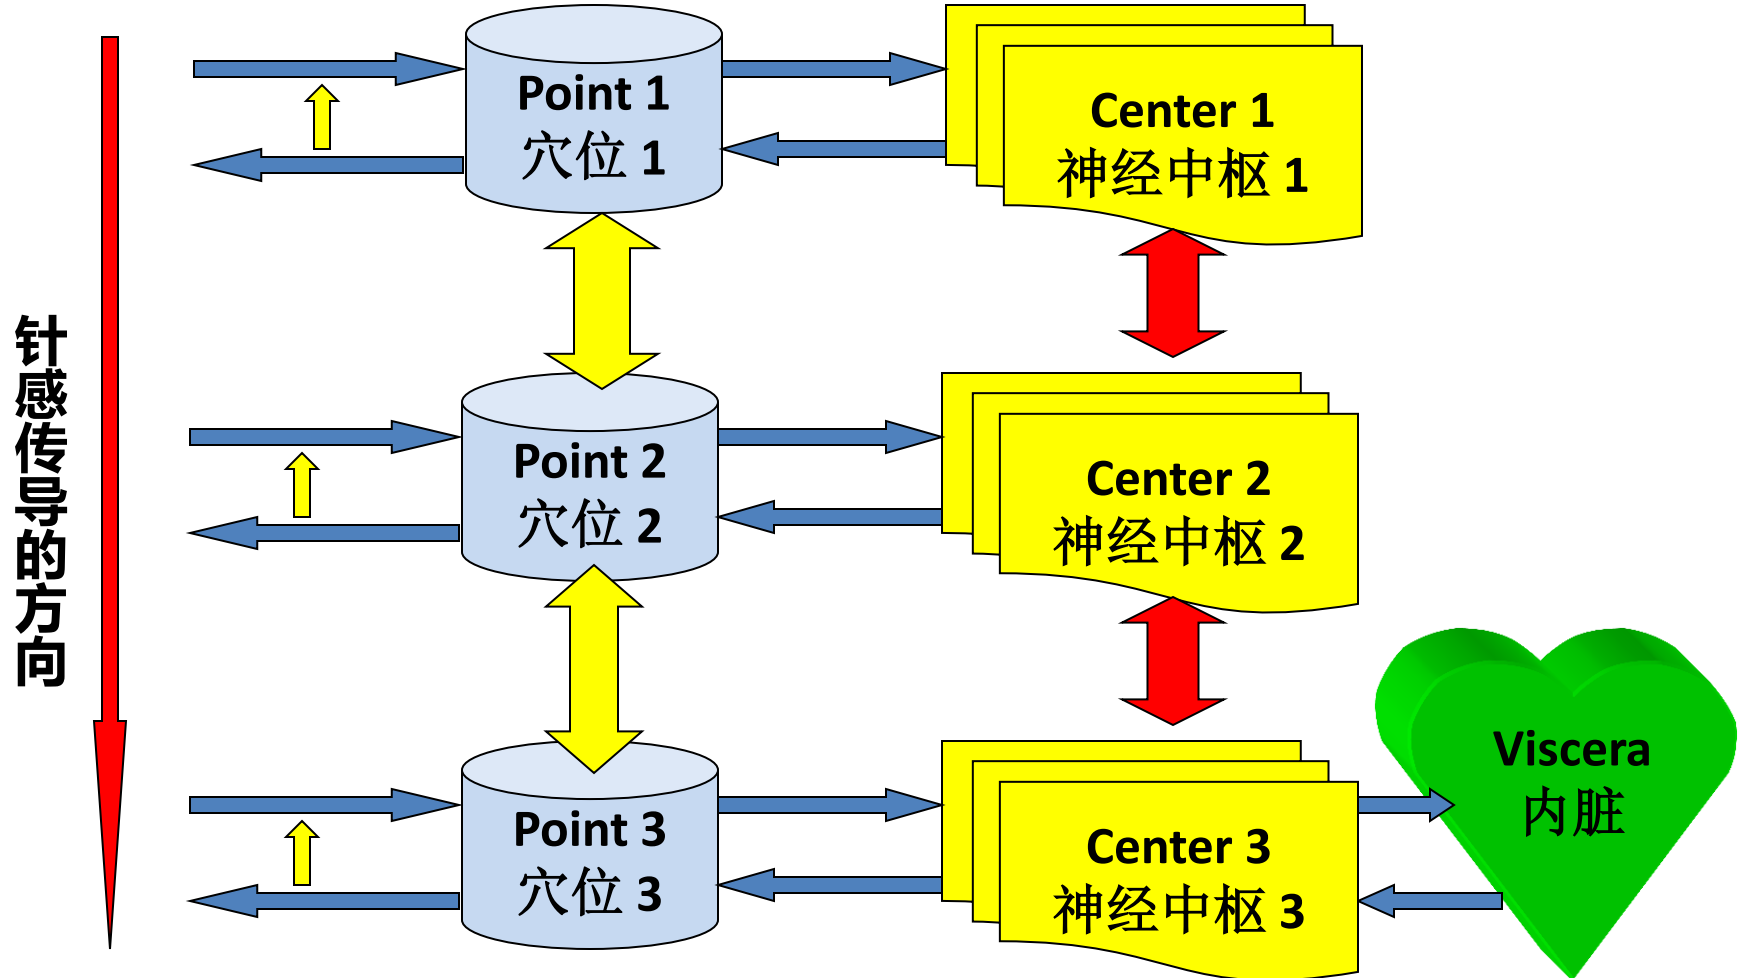 针感传导的方向
Point 1
穴位 1
Center 1
神经中枢 1
Point 2
穴位 2
Center 2
神经中枢 2
Point 3
穴位 3
Center 3
神经中枢 3
Viscera
内脏